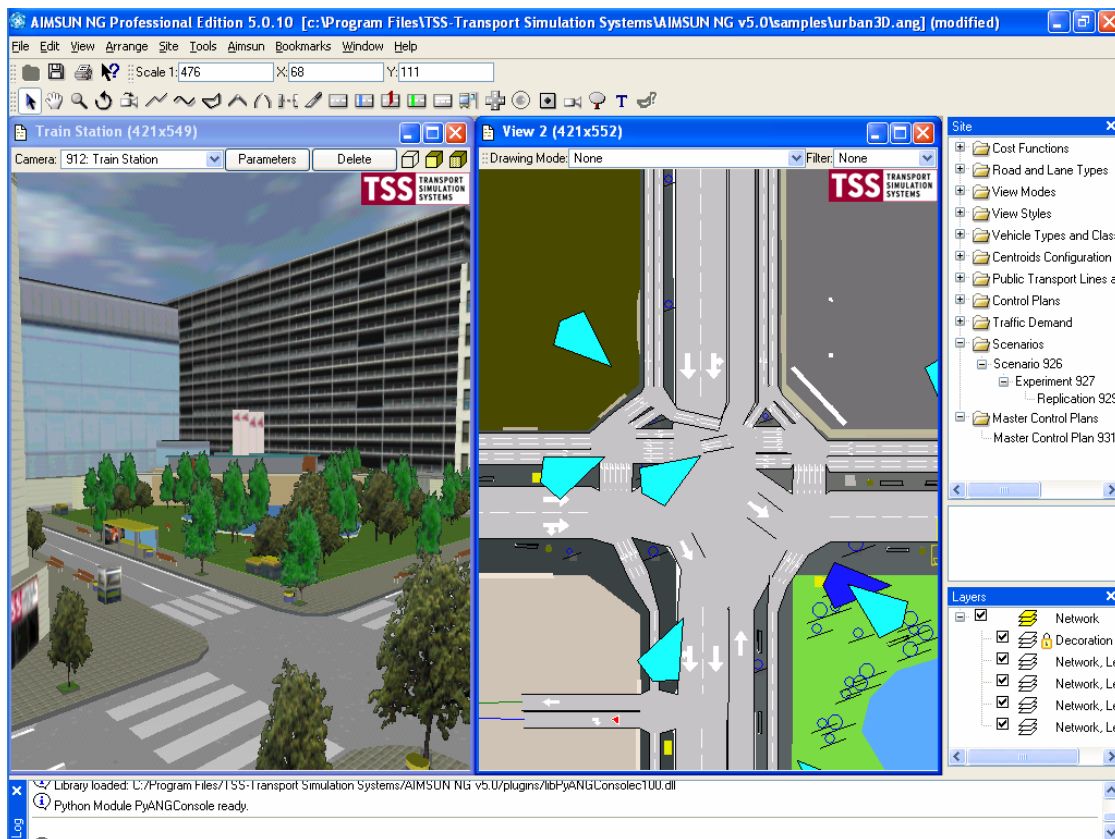 AIMSUN NG Professional Edition 5.0.10 [c:\Program Files\TSS-Transport Simulation Systems\AIMSUN NG v5.0\samples\urban3D.ang] (modified)
File Edit View Arrange Site Tools Aimsun Bookmarks Window Help
Scale 1: 476 X: 68 Y: 111
T
Train Station (421x549)
Camera: 912: Train Station Parameters Delete
TSS TRANSPORT
SIMULATION
SYSTEMS
View 2 (421x552)
Drawing Mode: None Filter: None
TSS TRANSPORT
SIMULATION
SYSTEMS
Site
Cost Functions
Road and Lane Types
View Modes
View Styles
Vehicle Types and Clas
Centroids Configuration
Public Transport Lines a
Control Plans
Traffic Demand
Scenarios
Scenario 926
Experiment 927
Replication 929
Master Control Plans
Master Control Plan 931
Layers
Network
Decoration
Network, Le
Network, Le
Network, Le
Network, Le
Log
Library loaded: C:/Program Files/TSS-Transport Simulation Systems/AIMSUN NG v5.0/plugins/libPyANGConsolec100.dll
Python Module PyANGConsole ready.